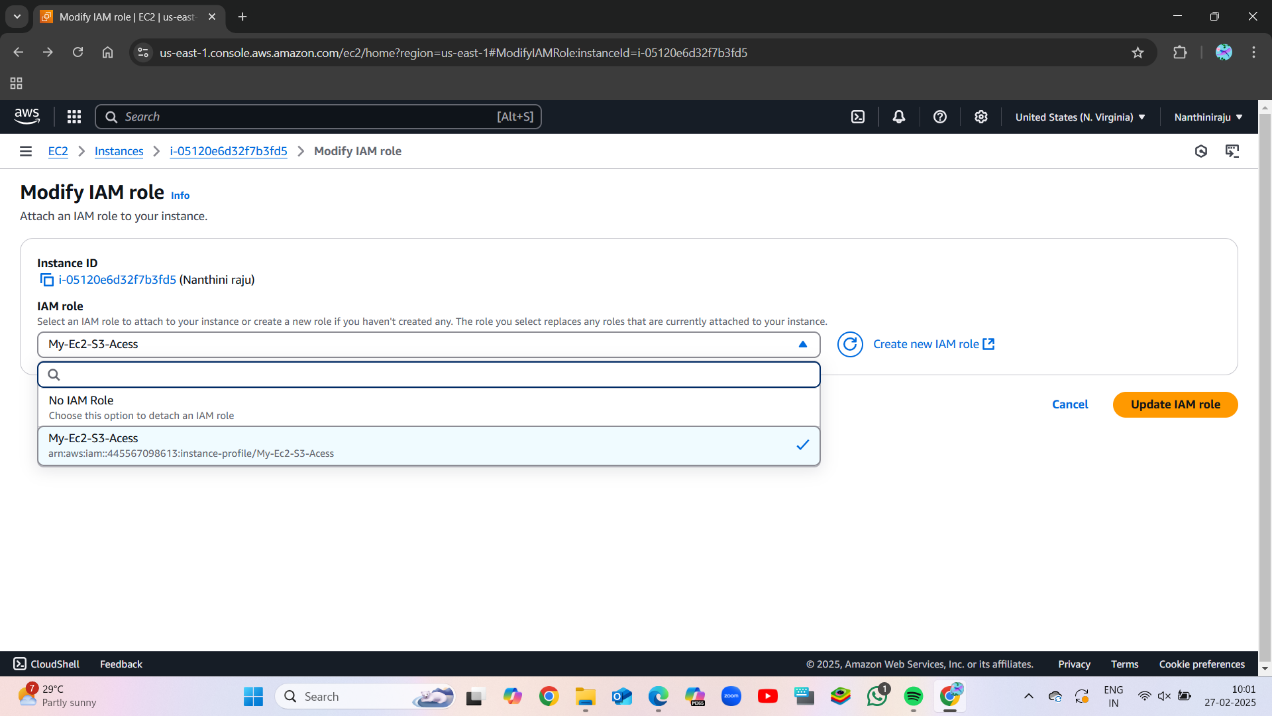 Modify IAM role | EC2 | us-east-
us-east-1.console.aws.amazon.com/ec2/home?region=us-east-1#ModifyIAMRole:instanceId=i-05120e6d32f7b3fd5
aws
Search
[Alt+S]
United States (N. Virginia)
Nanthiniraju
EC2
Instances
i-05120e6d32f7b3fd5
Modify IAM role
Modify IAM role Info
Attach an IAM role to your instance.
Instance ID
i-05120e6d32f7b3fd5 (Nanthini raju)
IAM role
Select an IAM role to attach to your instance or create a new role if you haven't created any. The role you select replaces any roles that are currently attached to your instance.
My-Ec2-S3-Acess
Create new IAM role
No IAM Role
Choose this option to detach an IAM role
My-Ec2-S3-Acess
arn:aws:iam::445567098613:instance-profile/My-Ec2-S3-Acess
Cancel
Update IAM role
CloudShell
Feedback
© 2025, Amazon Web Services, Inc. or its affiliates.
Privacy
Terms
Cookie preferences
7
29°C
Partly sunny
Search
M365
zoom
1
ENG
IN
10:01
27-02-2025